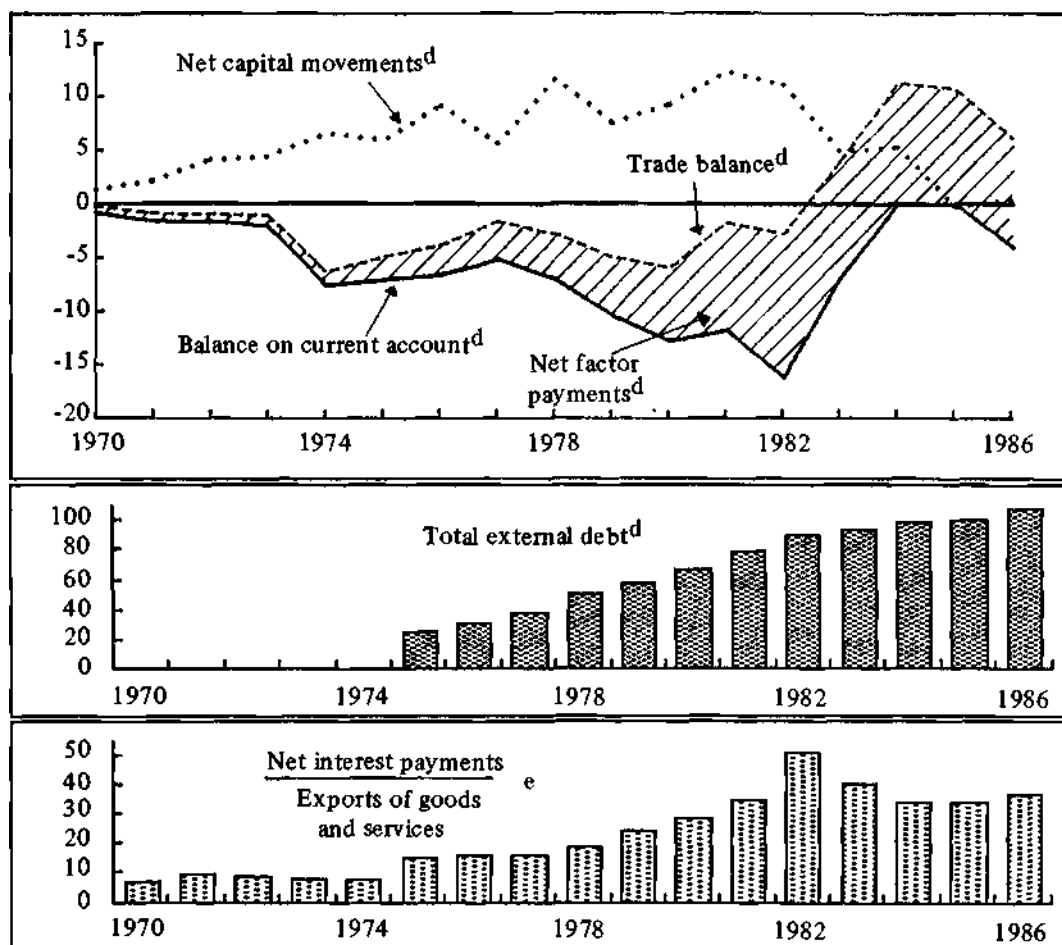 15
Net capital movements^d
10
5
Trade balance^d
0
-5
-10
Balance on current account^d
Net factor
payments^d
-15
-20
1970 1974 1978 1982 1986
100
Total external debt^d
80
60
40
20
0
1970 1974 1978 1982 1986
50
Net interest payments
e
40
Exports of goods
30
and services
20
10
0
1970 1974 1978 1982 1986